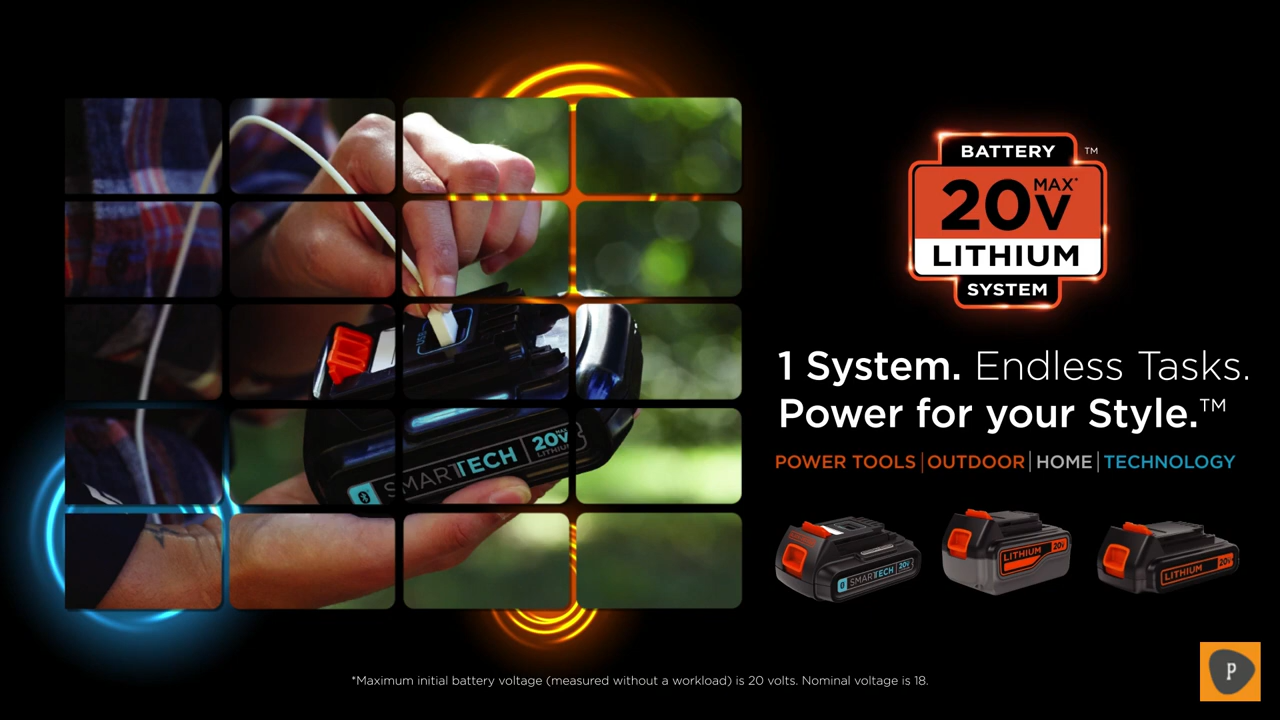 BATTERY
TM
20V MAX*
LITHIUM
SYSTEM
1 System. Endless Tasks.
Power for your Style.TM
POWER TOOLS | OUTDOOR | HOME | TECHNOLOGY
USB
SMARTECH 20V MAX
LITHIUM
SMARTECH 20V
LITHIUM 20V
LITHIUM 20V
*Maximum initial battery voltage (measured without a workload) is 20 volts. Nominal voltage is 18.
P